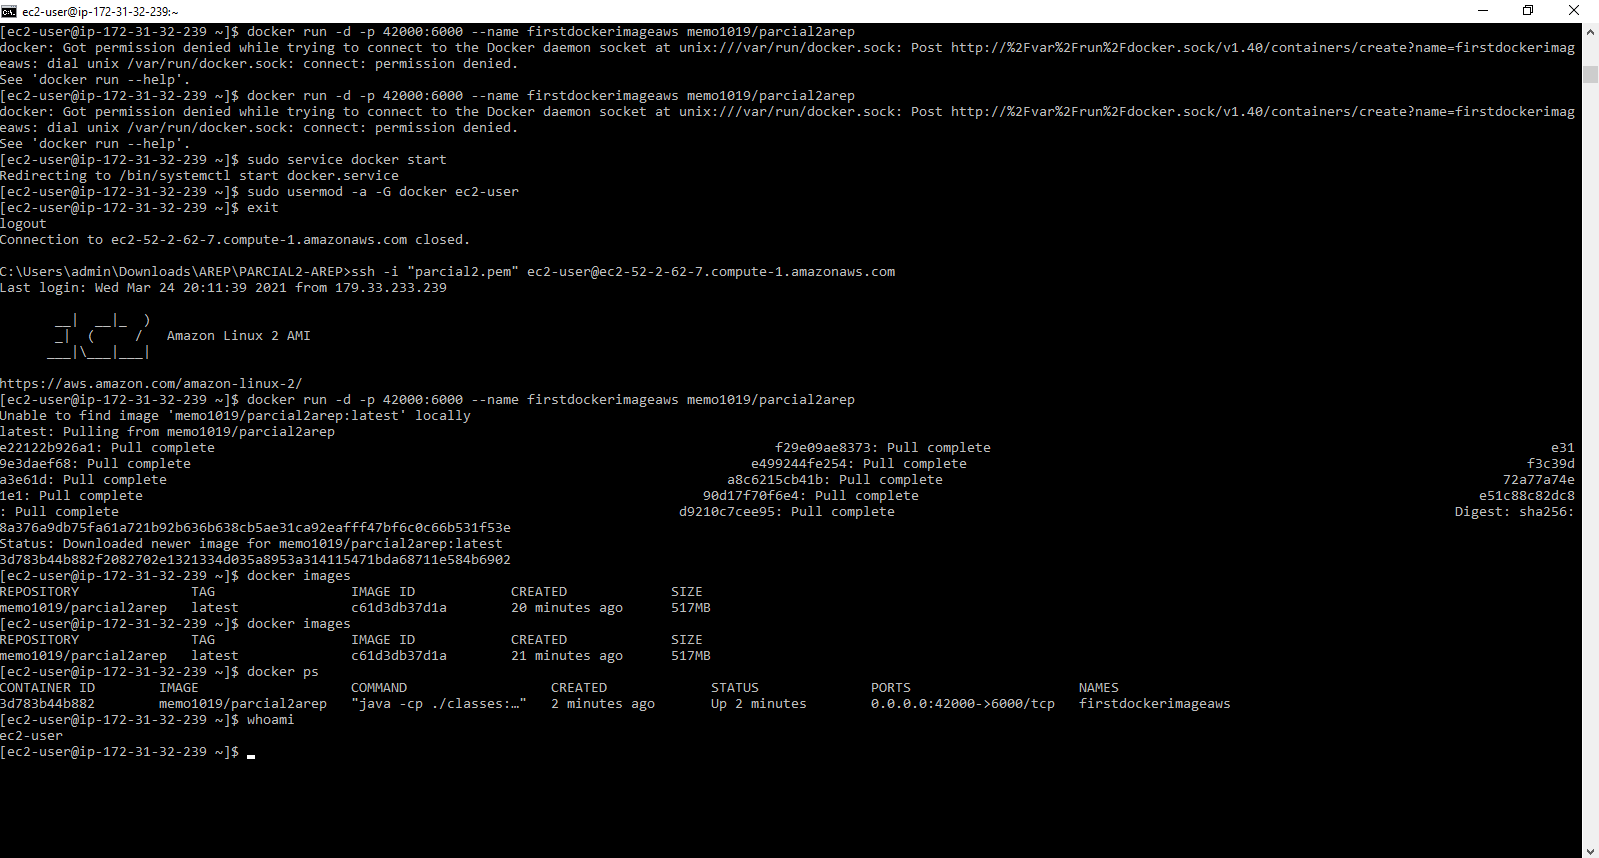 ec2-user@ip-172-31-32-239:~
[ec2-user@ip-172-31-32-239 ~]$ docker run -d -p 42000:6000 --name firstdockerimageaws memo1019/parcial2arep
docker: Got permission denied while trying to connect to the Docker daemon socket at unix:///var/run/docker.sock: Post http://%2Fvar%2Frun%2Fdocker.sock/v1.40/containers/create?name=firstdockerimag
eaws: dial unix /var/run/docker.sock: connect: permission denied.
See 'docker run --help'.
[ec2-user@ip-172-31-32-239 ~]$ docker run -d -p 42000:6000 --name firstdockerimageaws memo1019/parcial2arep
docker: Got permission denied while trying to connect to the Docker daemon socket at unix:///var/run/docker.sock: Post http://%2Fvar%2Frun%2Fdocker.sock/v1.40/containers/create?name=firstdockerimag
eaws: dial unix /var/run/docker.sock: connect: permission denied.
See 'docker run --help'.
[ec2-user@ip-172-31-32-239 ~]$ sudo service docker start
Redirecting to /bin/systemctl start docker.service
[ec2-user@ip-172-31-32-239 ~]$ sudo usermod -a -G docker ec2-user
[ec2-user@ip-172-31-32-239 ~]$ exit
logout
Connection to ec2-52-2-62-7.compute-1.amazonaws.com closed.
C:\Users\admin\Downloads\AREP\PARCIAL2-AREP>ssh -i "parcial2.pem" ec2-user@ec2-52-2-62-7.compute-1.amazonaws.com
Last login: Wed Mar 24 20:11:39 2021 from 179.33.233.239
       __|  __|_  )
       _|  (     /   Amazon Linux 2 AMI
      ___|\___|___|
https://aws.amazon.com/amazon-linux-2/
[ec2-user@ip-172-31-32-239 ~]$ docker run -d -p 42000:6000 --name firstdockerimageaws memo1019/parcial2arep
Unable to find image 'memo1019/parcial2arep:latest' locally
latest: Pulling from memo1019/parcial2arep
e22122b926a1: Pull complete f29e09ae8373: Pull complete e31
9e3daef68: Pull complete e499244fe254: Pull complete f3c39d
a3e61d: Pull complete a8c6215cb41b: Pull complete 72a77a74e
1e1: Pull complete 90d17f70f6e4: Pull complete e51c88c82dc8
: Pull complete d9210c7cee95: Pull complete Digest: sha256:
8a376a9db75fa61a721b92b636b638cb5ae31ca92eafff47bf6c0c66b531f53e
Status: Downloaded newer image for memo1019/parcial2arep:latest
3d783b44b882f2082702e1321334d035a8953a314115471bda68711e584b6902
[ec2-user@ip-172-31-32-239 ~]$ docker images
REPOSITORY TAG IMAGE ID CREATED SIZE
memo1019/parcial2arep latest c61d3db37d1a 20 minutes ago 517MB
[ec2-user@ip-172-31-32-239 ~]$ docker images
REPOSITORY TAG IMAGE ID CREATED SIZE
memo1019/parcial2arep latest c61d3db37d1a 21 minutes ago 517MB
[ec2-user@ip-172-31-32-239 ~]$ docker ps
CONTAINER ID IMAGE COMMAND CREATED STATUS PORTS NAMES
3d783b44b882 memo1019/parcial2arep "java -cp ./classes:…" 2 minutes ago Up 2 minutes 0.0.0.0:42000->6000/tcp firstdockerimageaws
[ec2-user@ip-172-31-32-239 ~]$ whoami
ec2-user
[ec2-user@ip-172-31-32-239 ~]$